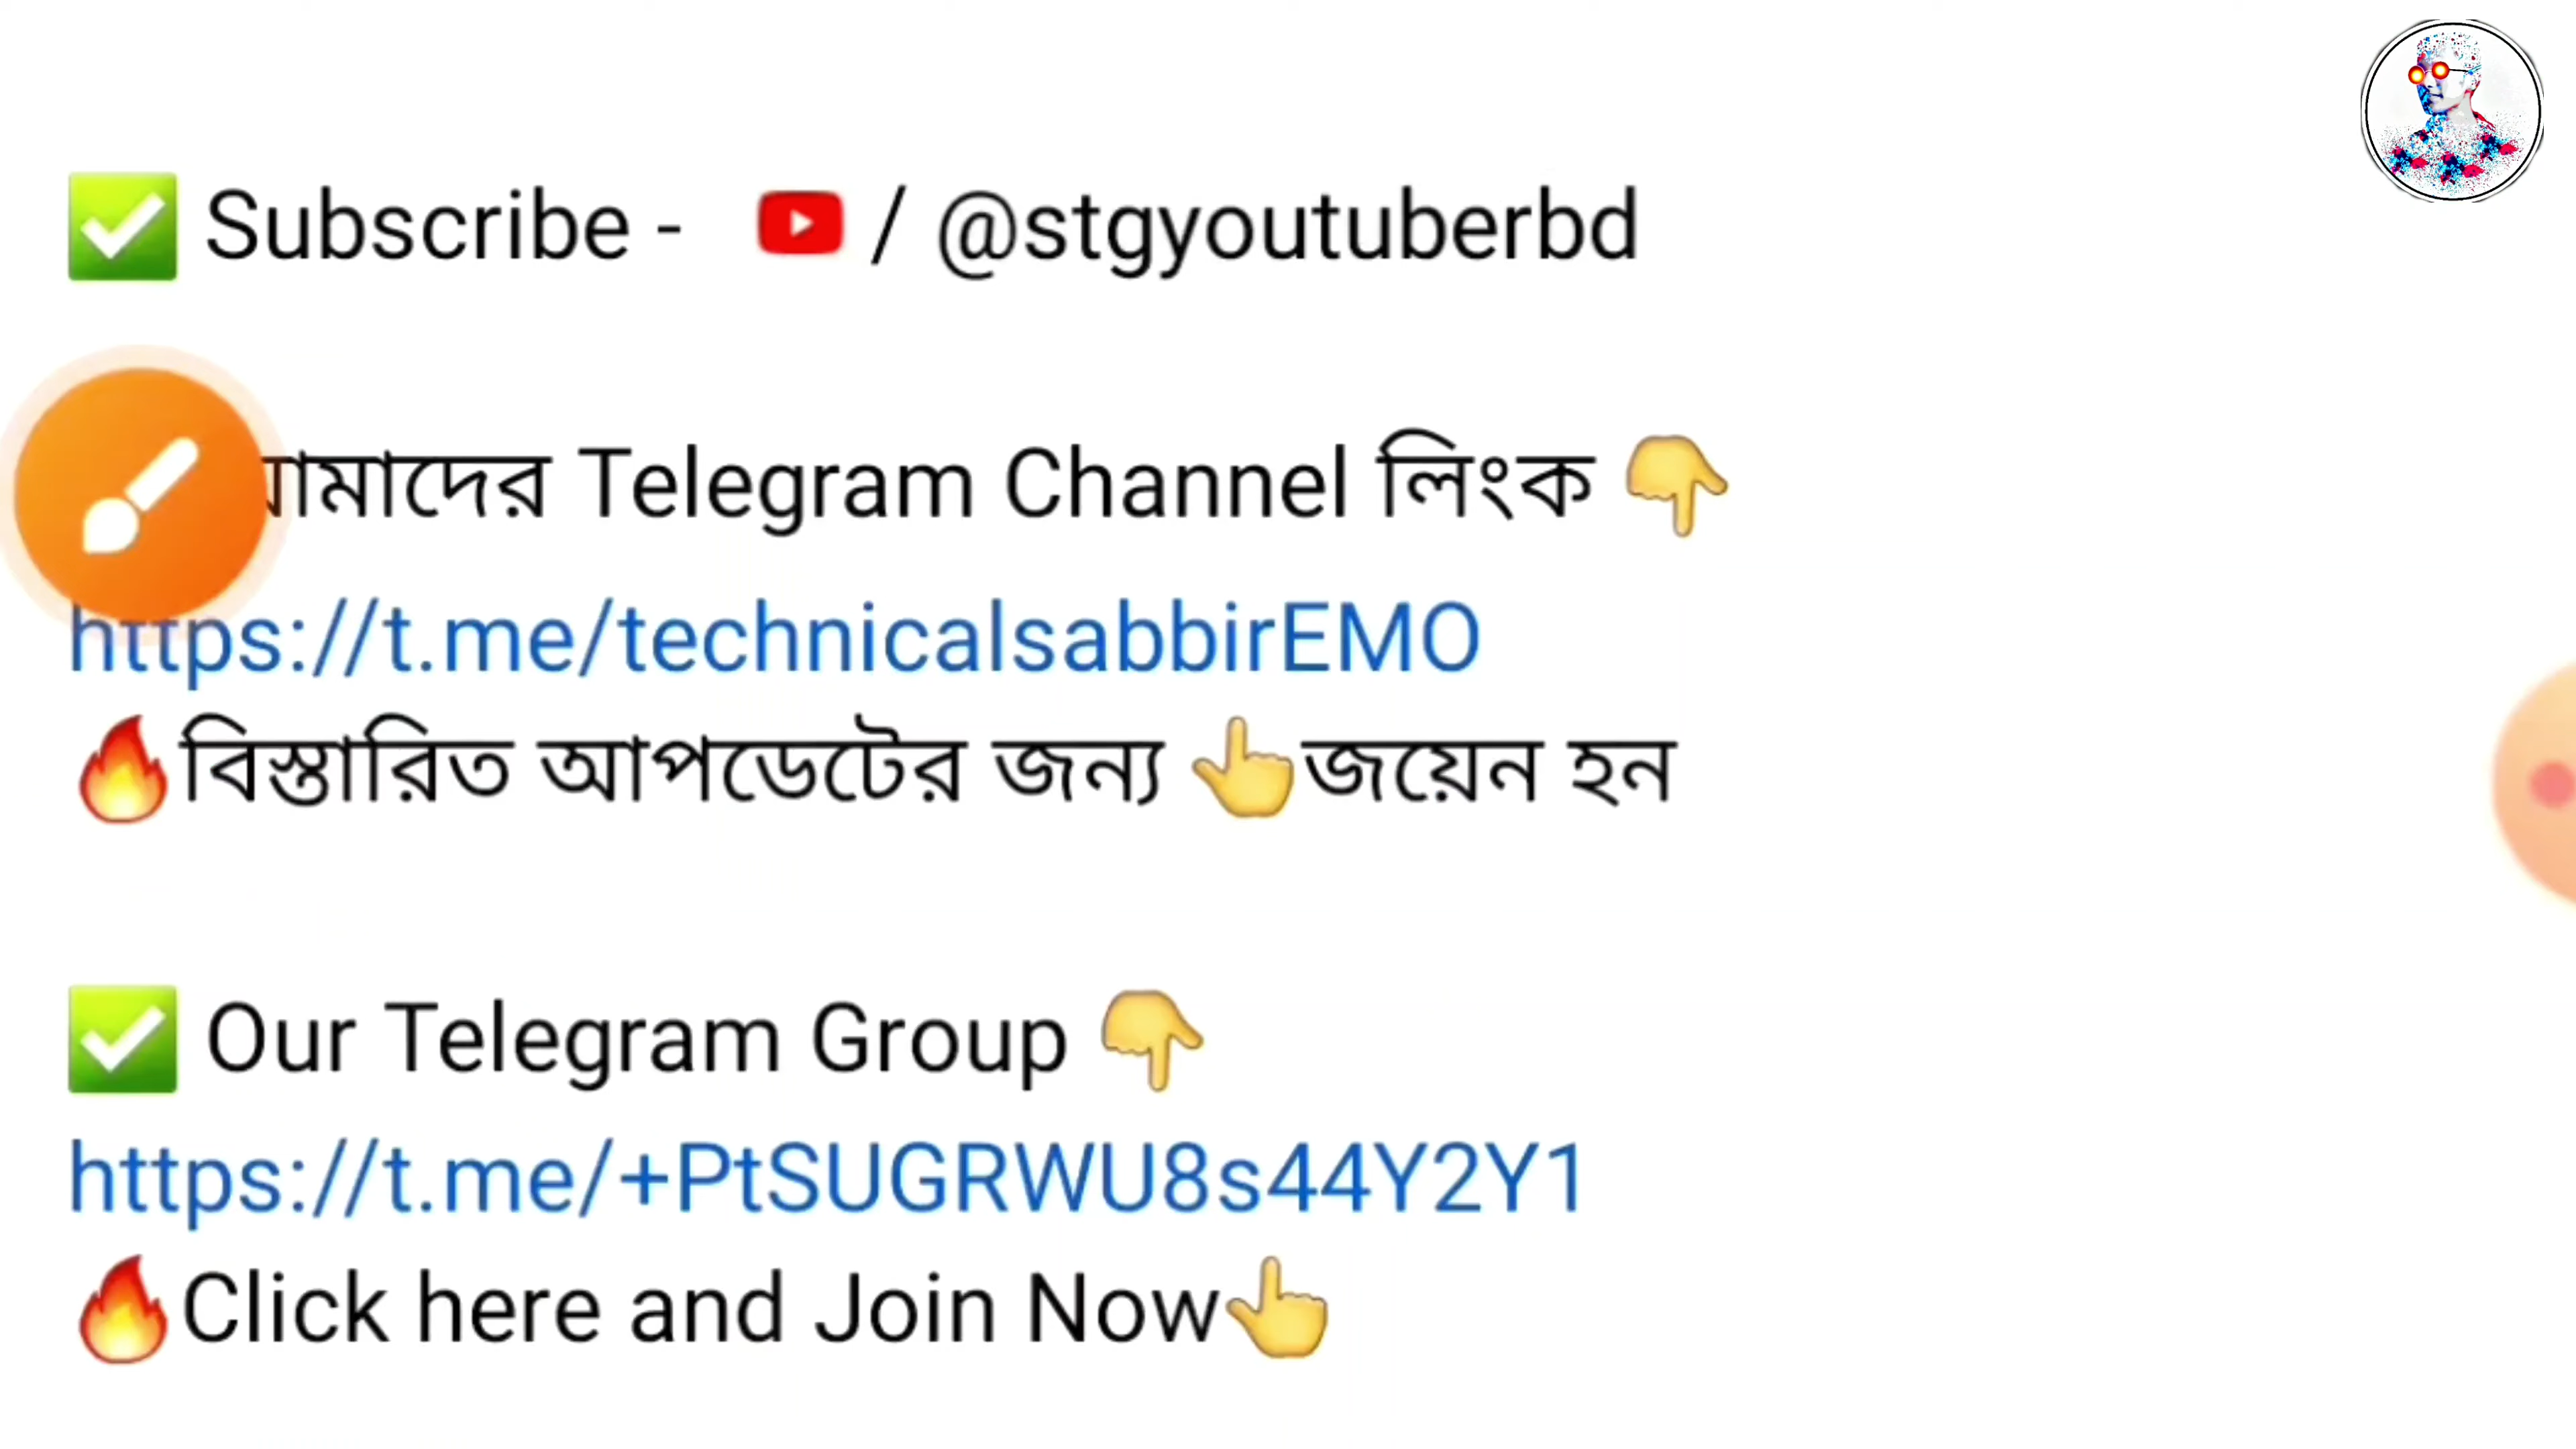 ✅ Subscribe - / @stgyoutuberbd
Telegram Channel লিংক 👇
https://t.me/technicalsabbirEMO
🔥বিস্তারিত আপডেটের জন্য 👆জয়েন হন
✅ Our Telegram Group 👇
https://t.me/+PtSUGRWU8s44Y2Y1
🔥Click here and Join Now👆